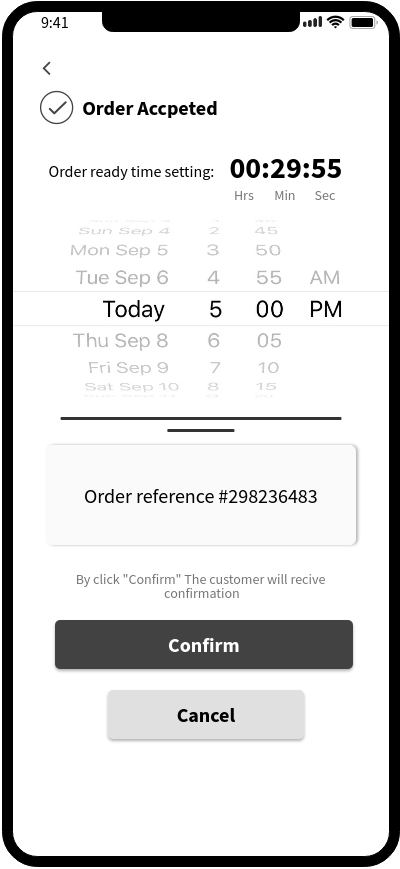 9:41
Order Accpeted
Order ready time setting: 00:29:55
Hrs Min Sec
Sun Sep 4 2 45
Mon Sep 5 3 50
Tue Sep 6 4 55 AM
Today 5 00 PM
Thu Sep 8 6 05
Fri Sep 9 7 10
Sat Sep 10 8 15
Order reference #298236483
By click "Confirm" The customer will recive
confirmation
Confirm
Cancel